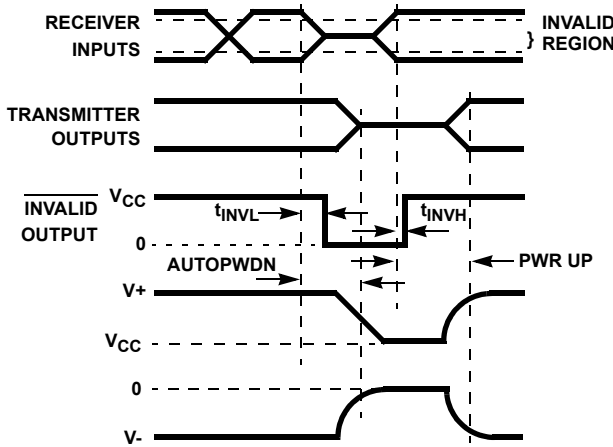 RECEIVER
INPUTS
} INVALID
REGION
TRANSMITTER
OUTPUTS
INVALID
OUTPUT
VCC
0
tINVL
tINVH
AUTOPWDN
PWR UP
V+
VCC
0
V-